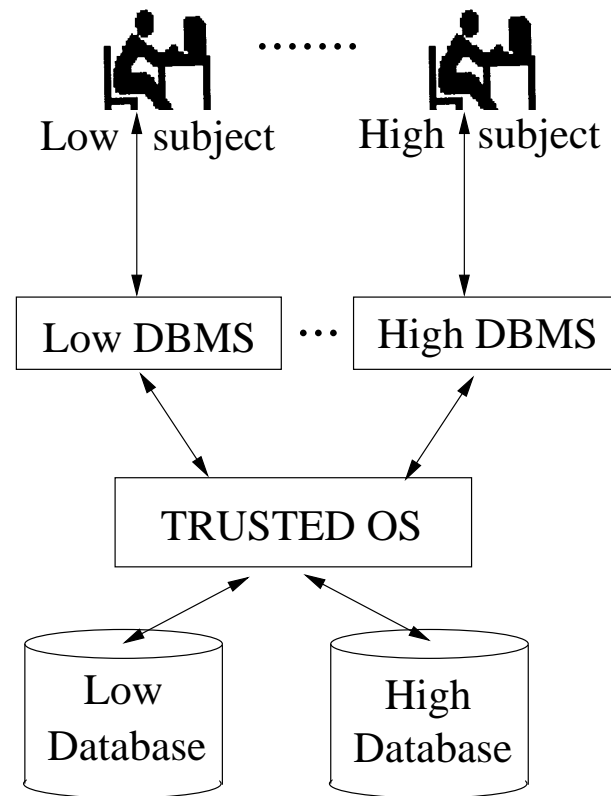 Low subject
High subject
Low DBMS
...
High DBMS
TRUSTED OS
Low
Database
High
Database